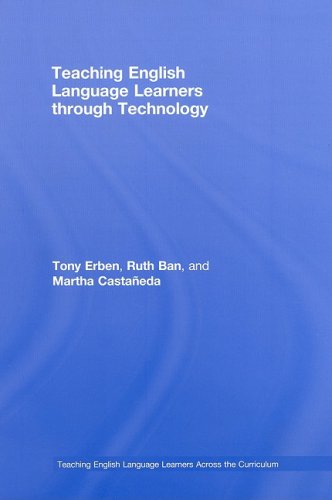 Teaching English
Language Learners
through Technology
Tony Erben, Ruth Ban, and
Martha Castañeda
Teaching English Language Learners Across the Curriculum